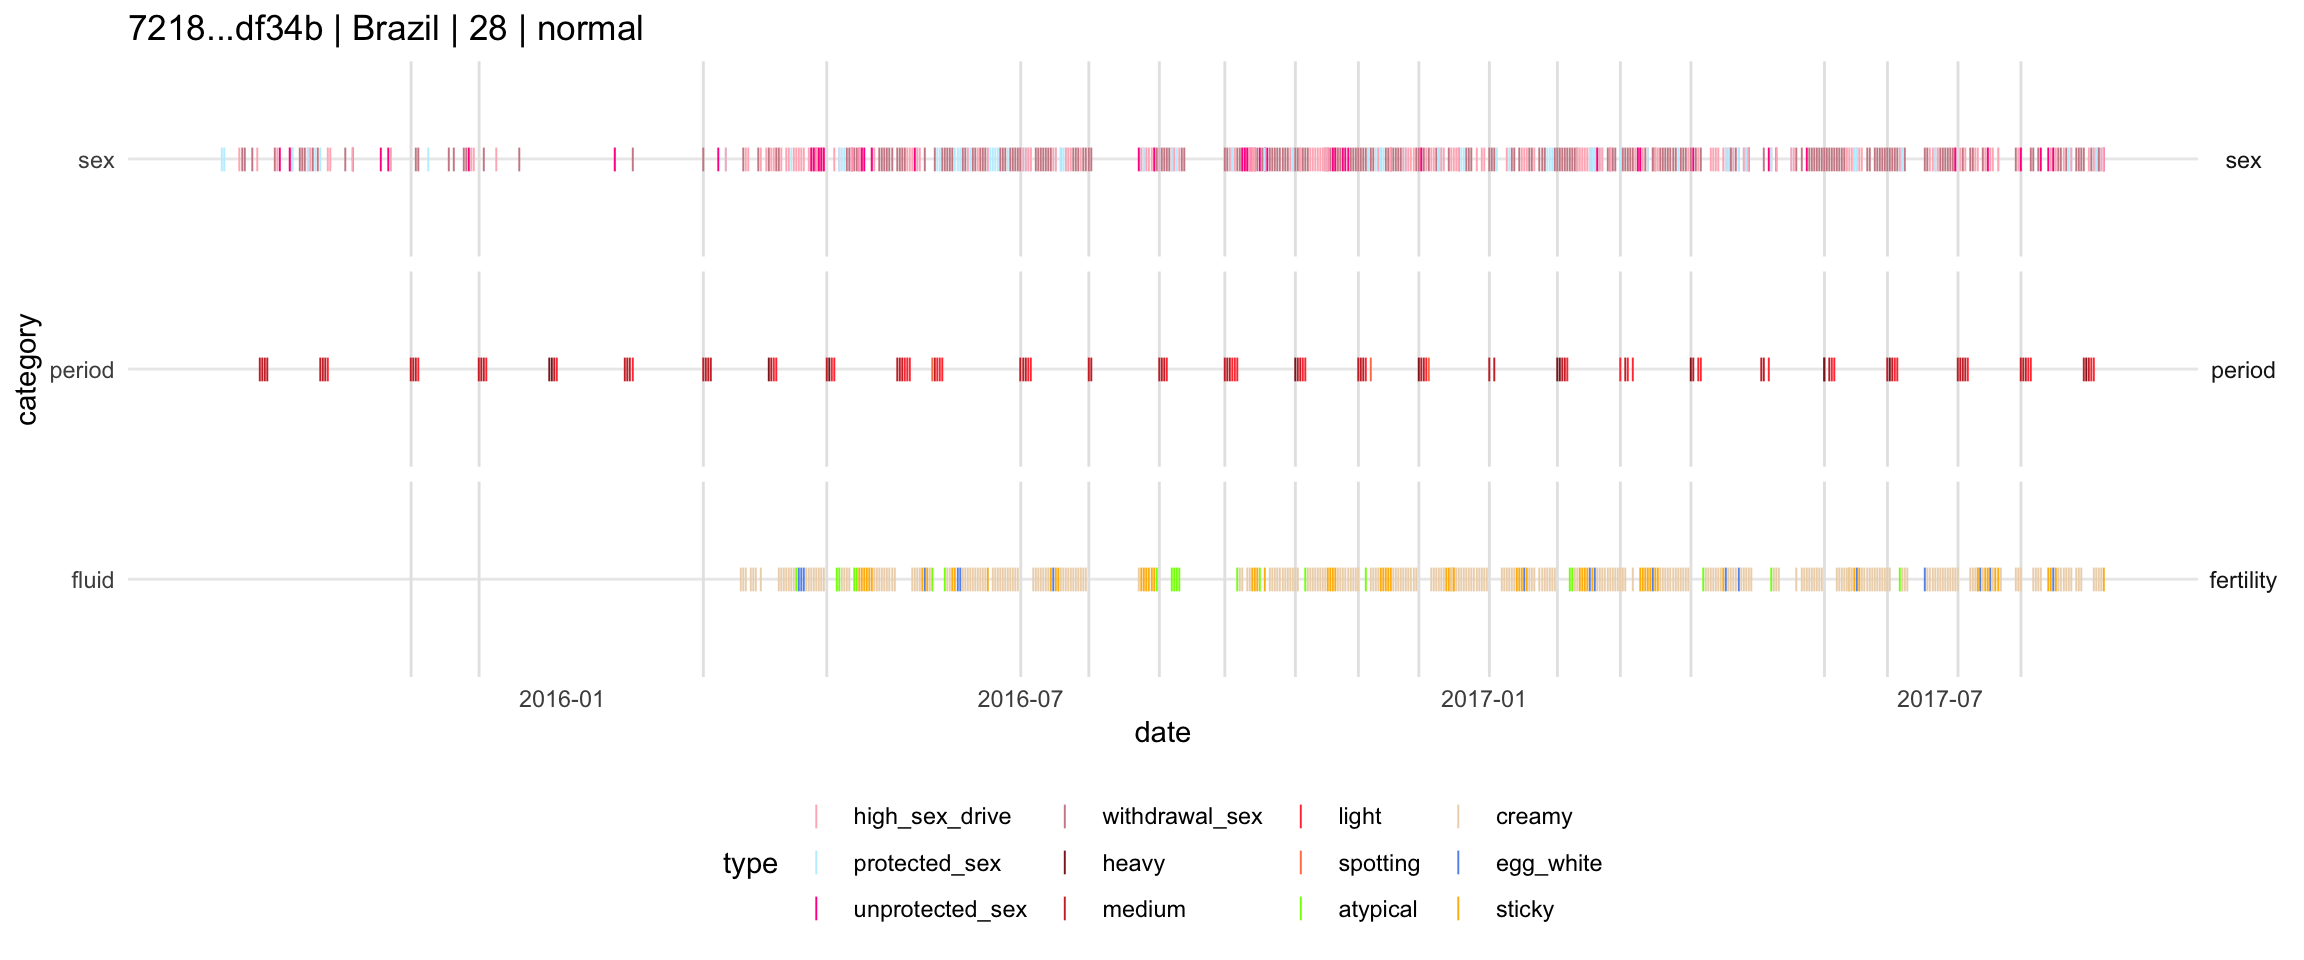 7218...df34b | Brazil | 28 | normal
category
sex
sex
period
period
fluid
fertility
2016-01
2016-07
2017-01
2017-07
date
type
high_sex_drive
protected_sex
unprotected_sex
withdrawal_sex
heavy
medium
light
spotting
atypical
creamy
egg_white
sticky